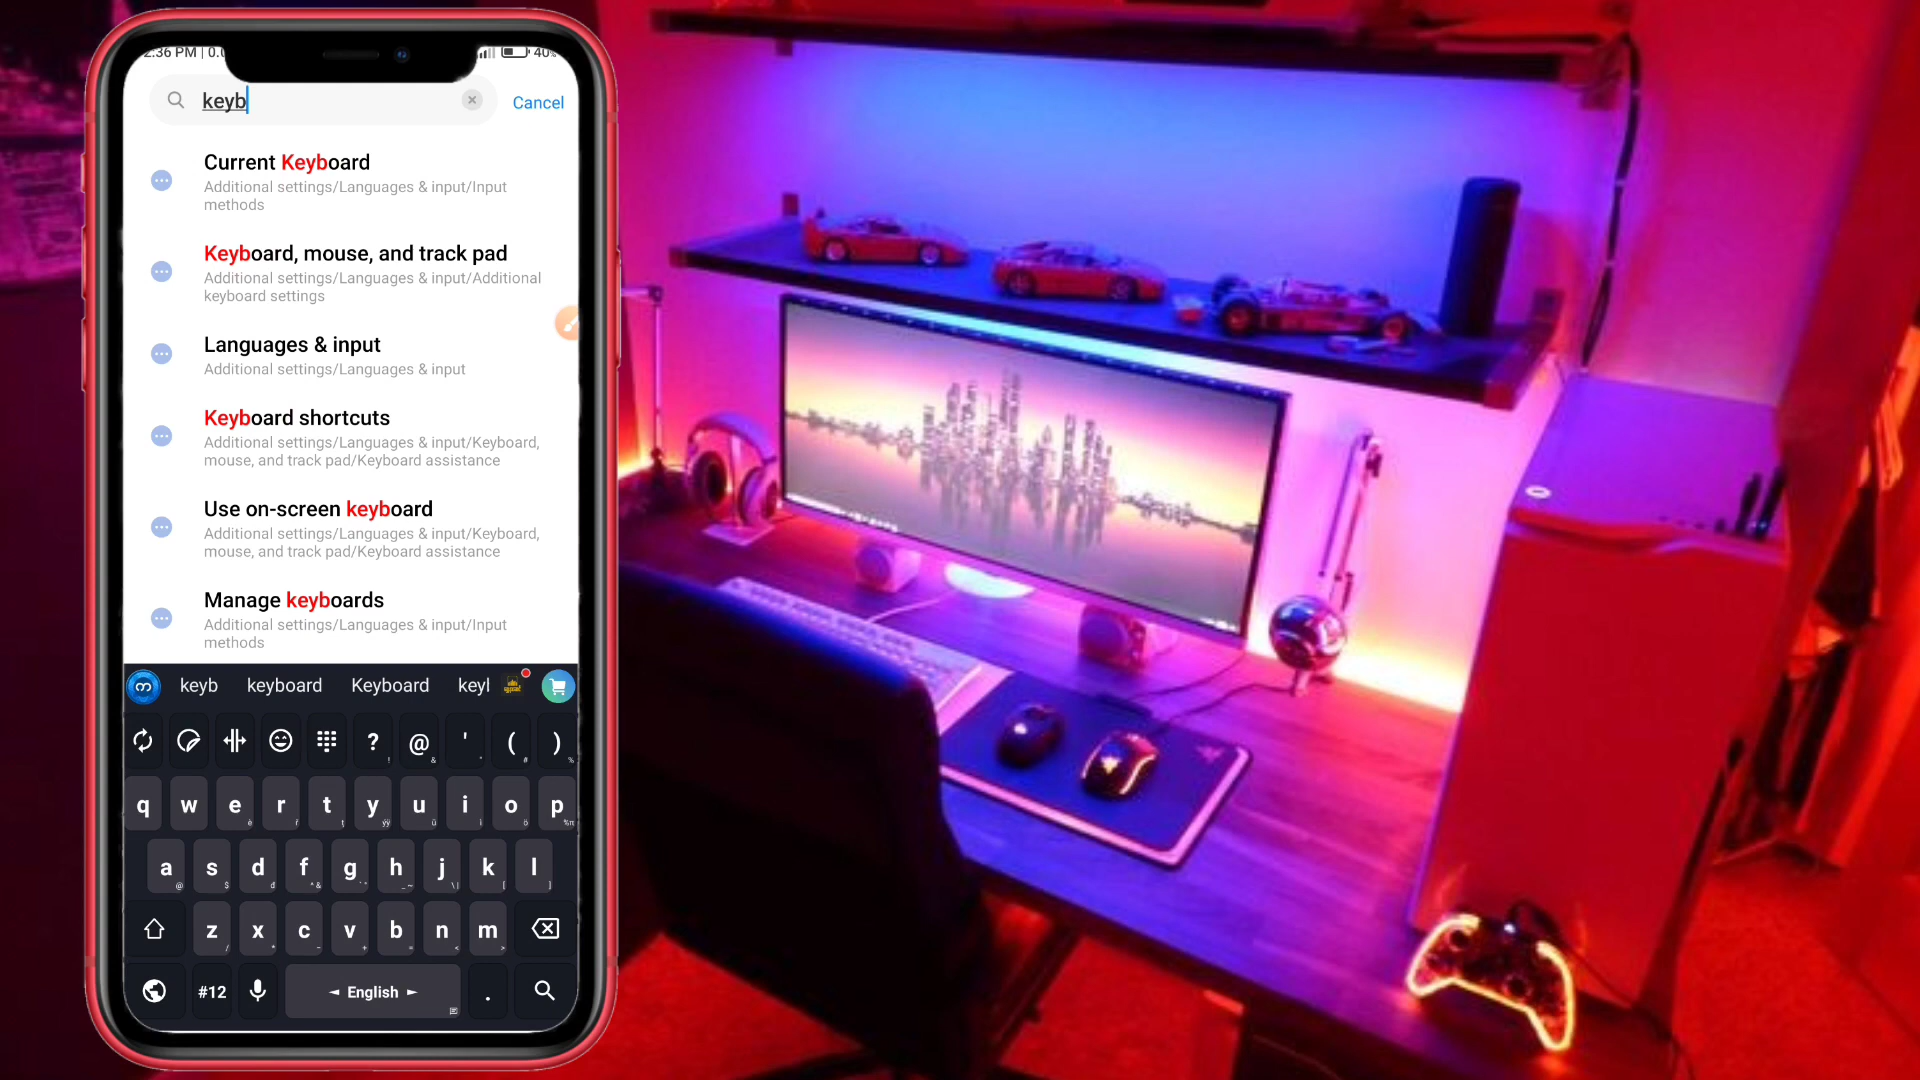 2:36 PM | 0.0
40%
keyb
Cancel
Current Keyboard
Additional settings/Languages & input/Input
methods
Keyboard, mouse, and track pad
Additional settings/Languages & input/Additional
keyboard settings
Languages & input
Additional settings/Languages & input
Keyboard shortcuts
Additional settings/Languages & input/Keyboard,
mouse, and track pad/Keyboard assistance
Use on-screen keyboard
Additional settings/Languages & input/Keyboard,
mouse, and track pad/Keyboard assistance
Manage keyboards
Additional settings/Languages & input/Input
methods
keyb keyboard Keyboard keyl
? @ ' ( )
q w e r t y u i o p
a s d f g h j k l
z x c v b n m
#12 ◄ English ► .